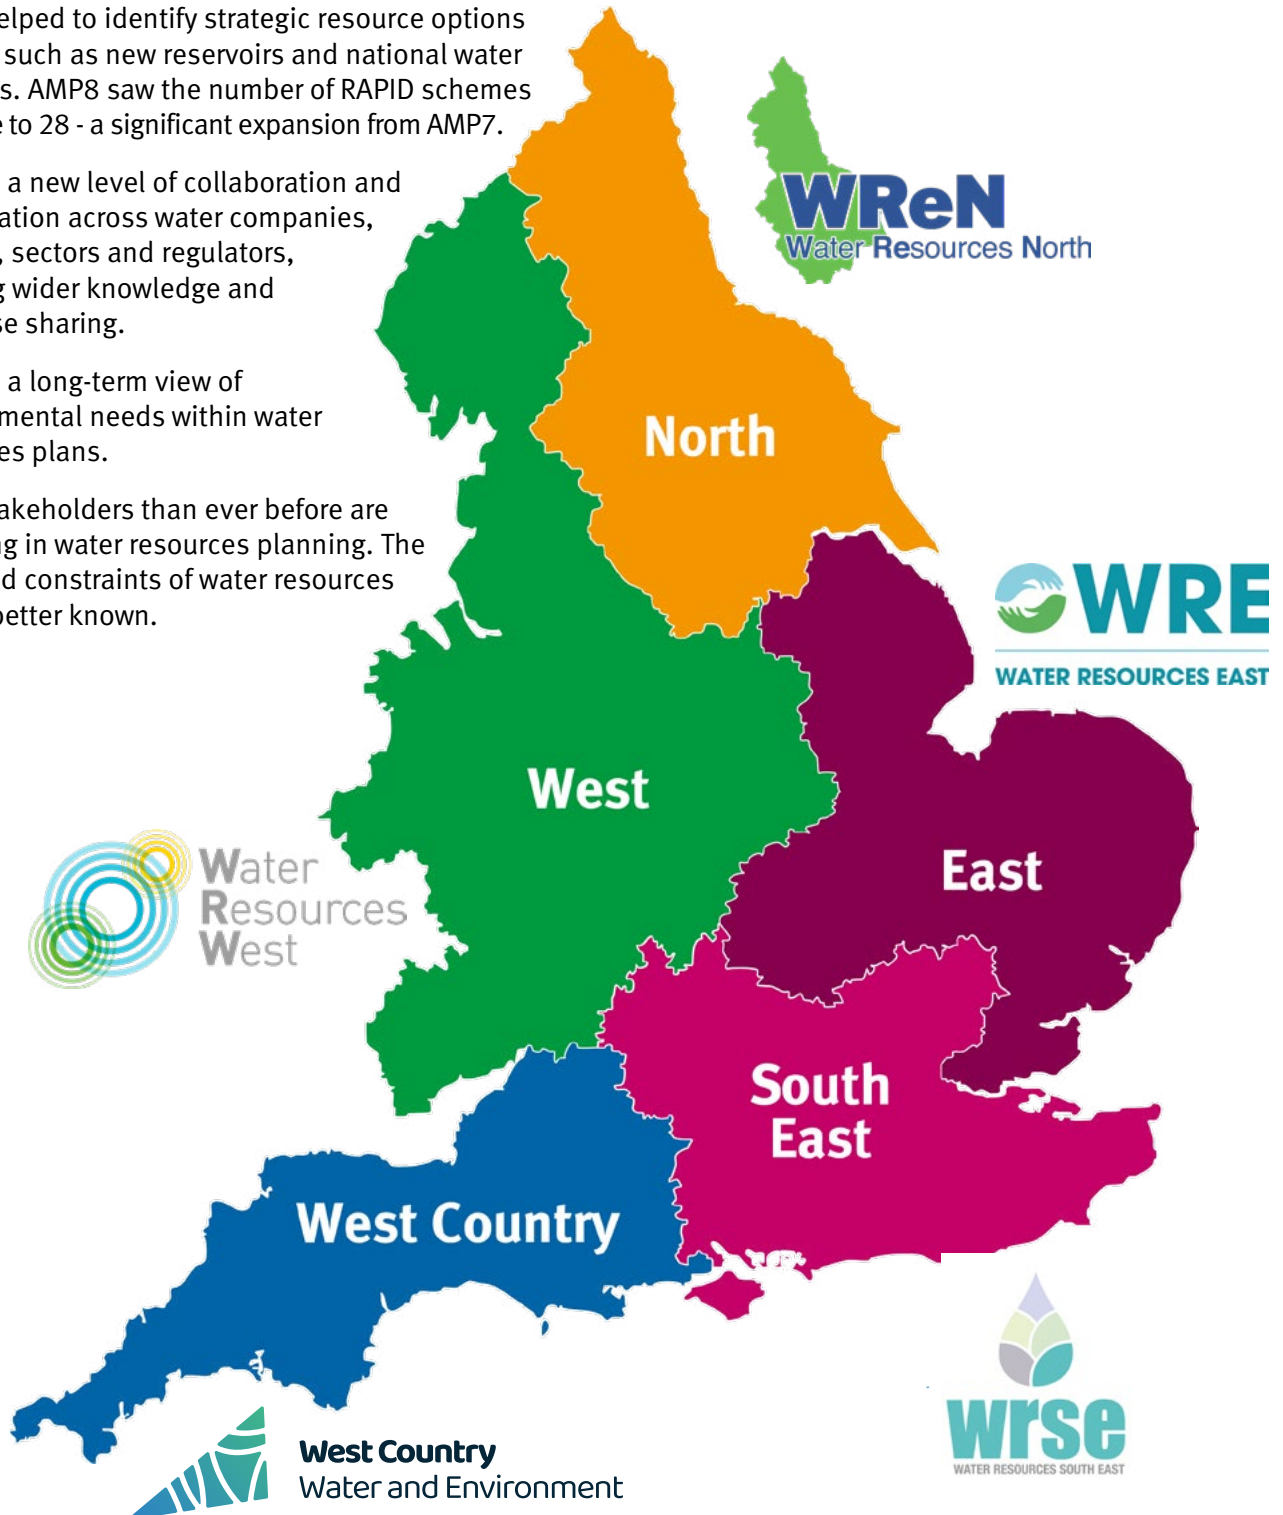 elped to identify strategic resource options
such as new reservoirs and national water
s. AMP8 saw the number of RAPID schemes
e to 28 - a significant expansion from AMP7.
a new level of collaboration and
ation across water companies,
, sectors and regulators,
g wider knowledge and
se sharing.
a long-term view of
mental needs within water
es plans.
akeholders than ever before are
ng in water resources planning. The
d constraints of water resources
better known.
WReN
Water Resources North
North
WRE
WATER RESOURCES EAST
West
Water
Resources
West
East
South
East
West Country
wrse
WATER RESOURCES SOUTH EAST
West Country
Water and Environment